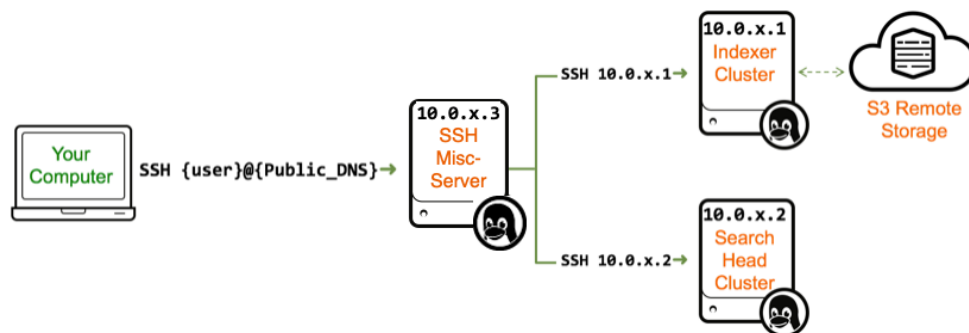 Your
Computer
SSH {user}@{Public_DNS}
10.0.x.3
SSH
Misc-
Server
SSH 10.0.x.1
10.0.x.1
Indexer
Cluster
S3 Remote
Storage
SSH 10.0.x.2
10.0.x.2
Search
Head
Cluster